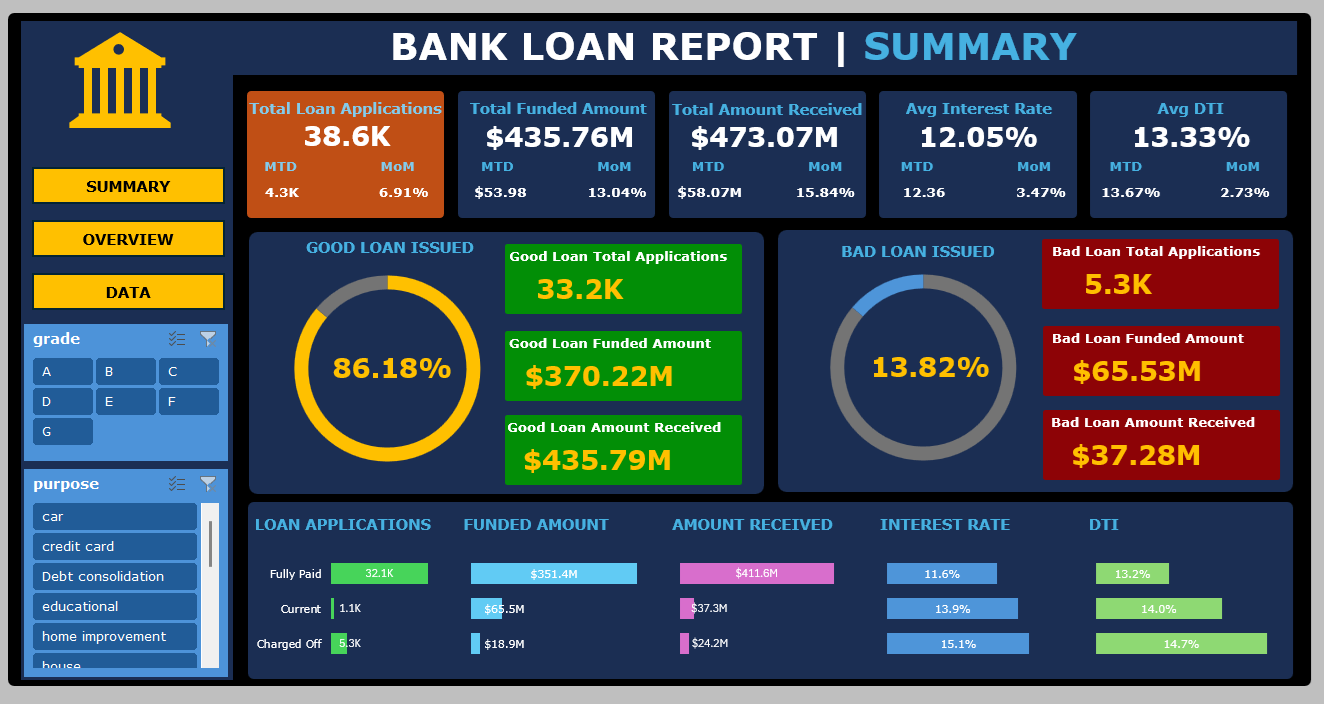 BANK LOAN REPORT | SUMMARY
SUMMARY
OVERVIEW
DATA
grade
A B C
D E F
G
purpose
car
credit card
Debt consolidation
educational
home improvement
house
Total Loan Applications
38.6K
MTD MoM
4.3K 6.91%
Total Funded Amount
$435.76M
MTD MoM
$53.98 13.04%
Total Amount Received
$473.07M
MTD MoM
$58.07M 15.84%
Avg Interest Rate
12.05%
MTD MoM
12.36 3.47%
Avg DTI
13.33%
MTD MoM
13.67% 2.73%
GOOD LOAN ISSUED
86.18%
Good Loan Total Applications
33.2K
Good Loan Funded Amount
$370.22M
Good Loan Amount Received
$435.79M
BAD LOAN ISSUED
13.82%
Bad Loan Total Applications
5.3K
Bad Loan Funded Amount
$65.53M
Bad Loan Amount Received
$37.28M
LOAN APPLICATIONS FUNDED AMOUNT AMOUNT RECEIVED INTEREST RATE DTI
Fully Paid 32.1K $351.4M $411.6M 11.6% 13.2%
Current 1.1K $65.5M $37.3M 13.9% 14.0%
Charged Off 5.3K $18.9M $24.2M 15.1% 14.7%